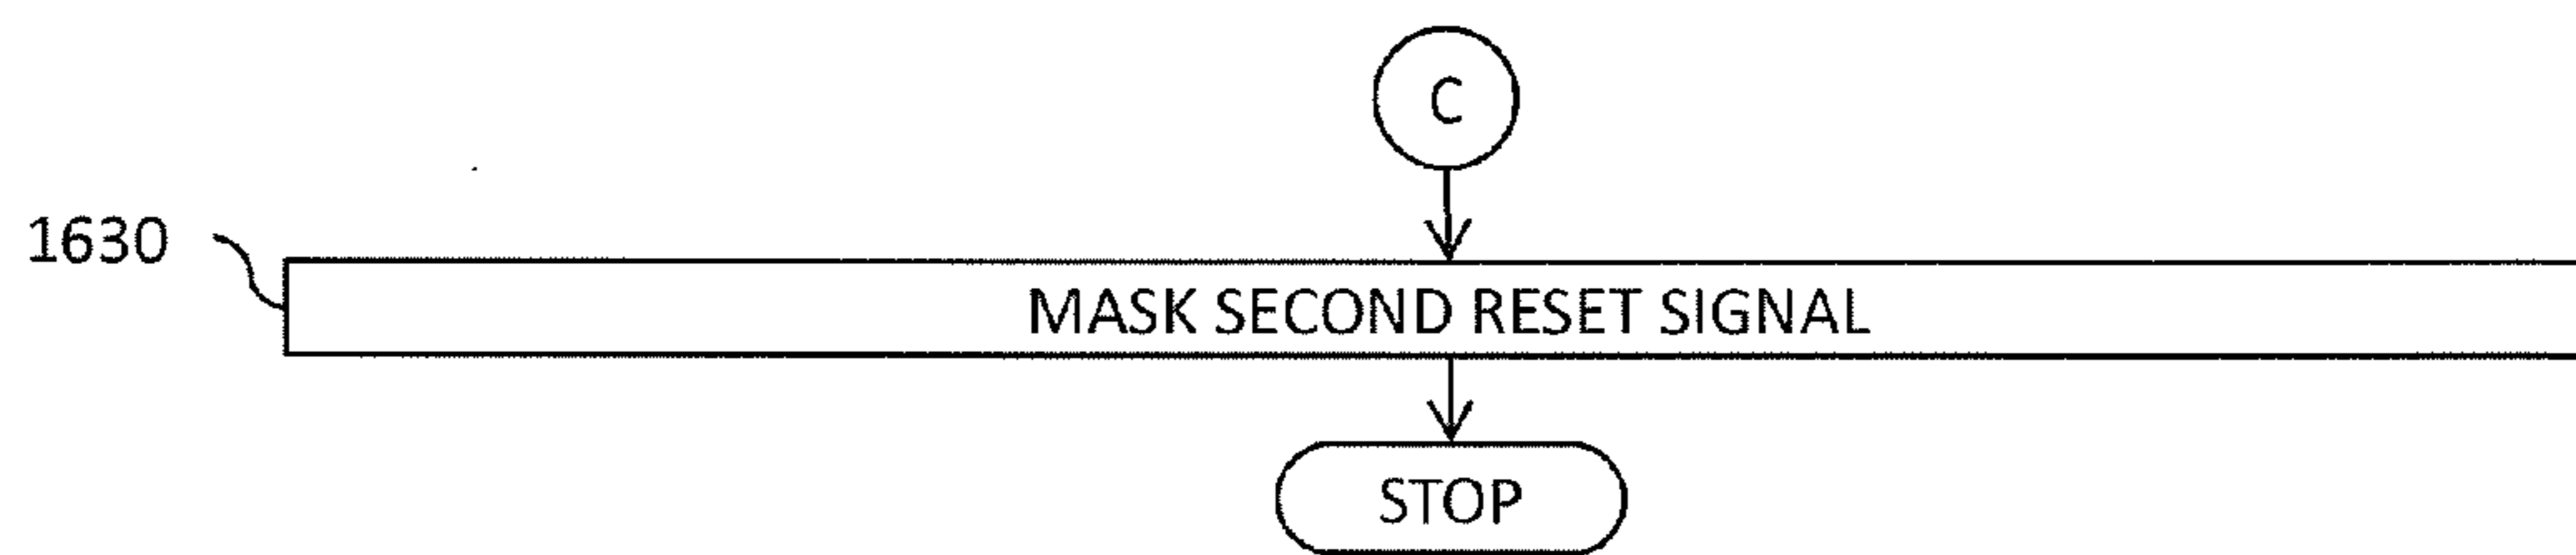 C
1630
MASK SECOND RESET SIGNAL
STOP